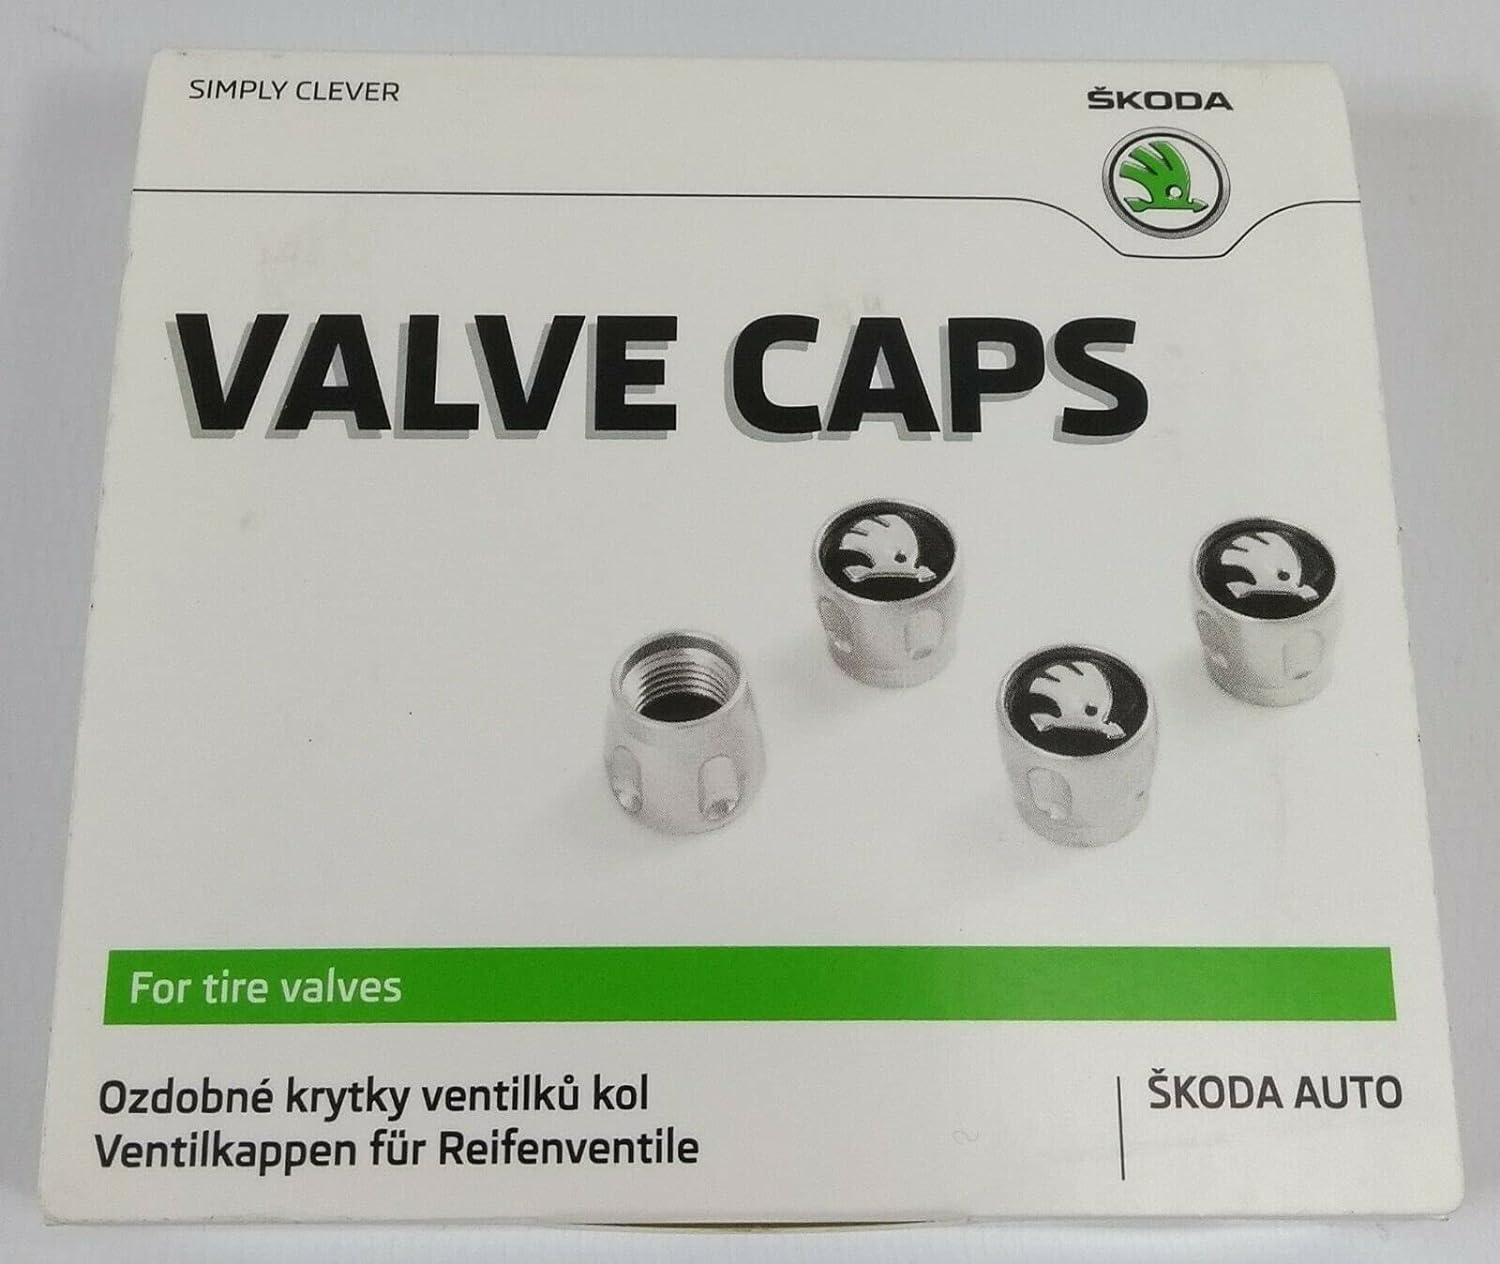 SIMPLY CLEVER
ŠKODA
VALVE CAPS
For tire valves
Ozdobné krytky ventilků kol
Ventilkappen für Reifenventile
ŠKODA AUTO